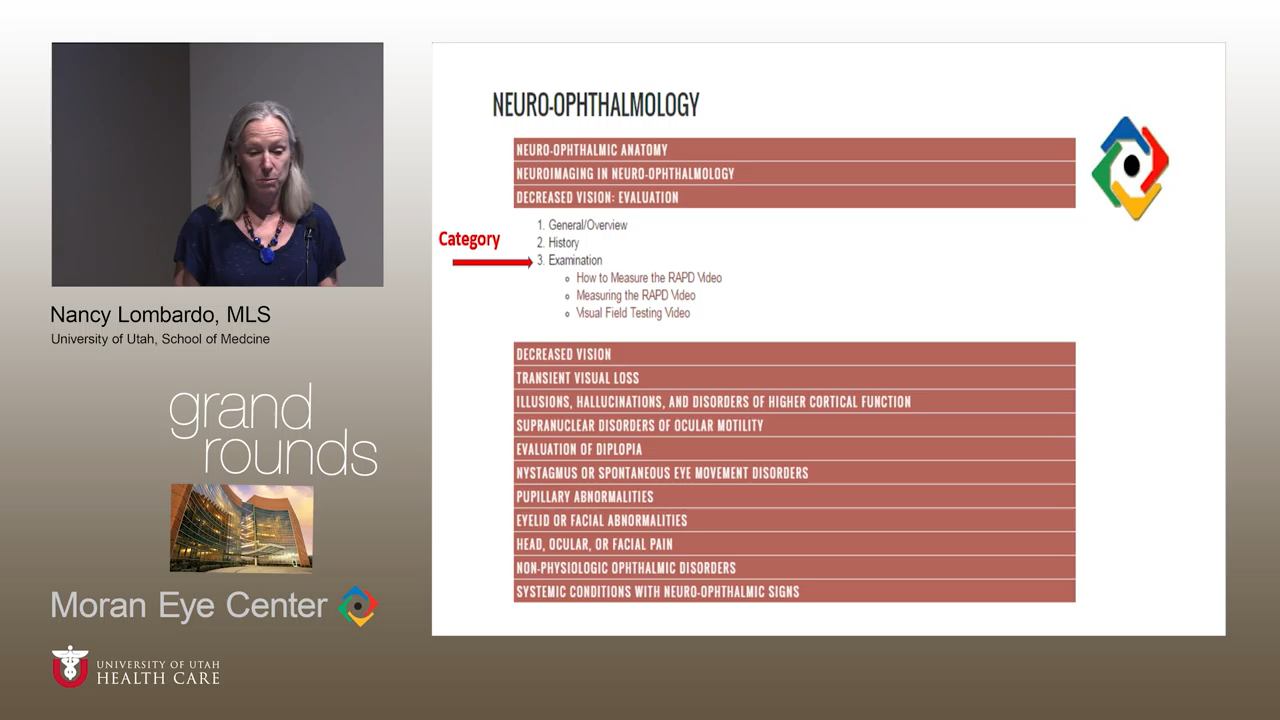 Nancy Lombardo, MLS
University of Utah, School of Medcine
grand
rounds
Moran Eye Center
UNIVERSITY OF UTAH
HEALTH CARE
NEURO-OPHTHALMOLOGY
NEURO-OPHTHALMIC ANATOMY
NEUROIMAGING IN NEURO-OPHTHALMOLOGY
DECREASED VISION: EVALUATION
1. General/Overview
2. History
Category
3. Examination
How to Measure the RAPD Video
Measuring the RAPD Video
Visual Field Testing Video
DECREASED VISION
TRANSIENT VISUAL LOSS
ILLUSIONS, HALLUCINATIONS, AND DISORDERS OF HIGHER CORTICAL FUNCTION
SUPRANUCLEAR DISORDERS OF OCULAR MOTILITY
EVALUATION OF DIPLOPIA
NYSTAGMUS OR SPONTANEOUS EYE MOVEMENT DISORDERS
PUPILLARY ABNORMALITIES
EYELID OR FACIAL ABNORMALITIES
HEAD, OCULAR, OR FACIAL PAIN
NON-PHYSIOLOGIC OPHTHALMIC DISORDERS
SYSTEMIC CONDITIONS WITH NEURO-OPHTHALMIC SIGNS